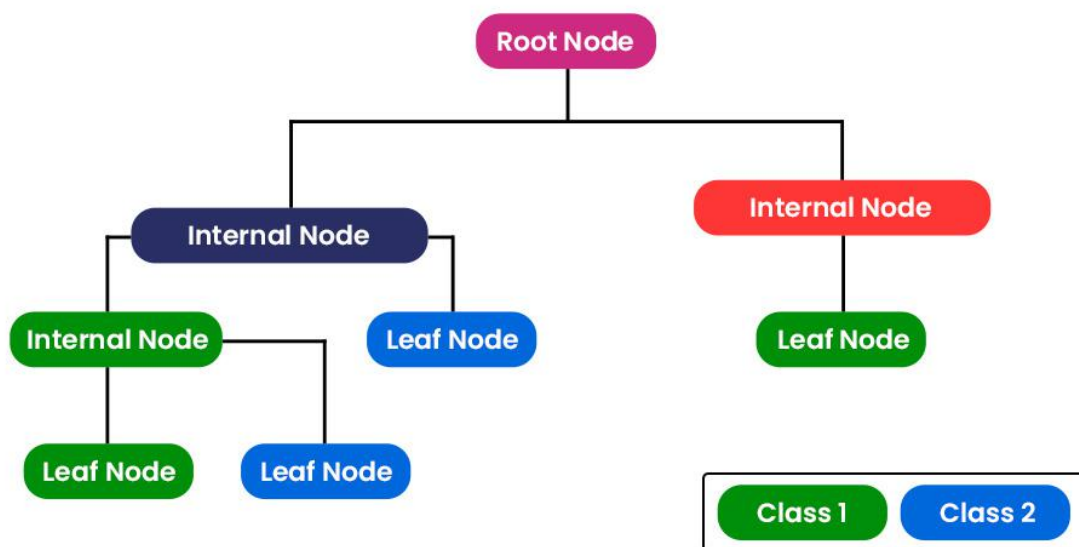 Root Node
Internal Node
Internal Node
Internal Node
Leaf Node
Leaf Node
Leaf Node
Leaf Node
Class 1
Class 2